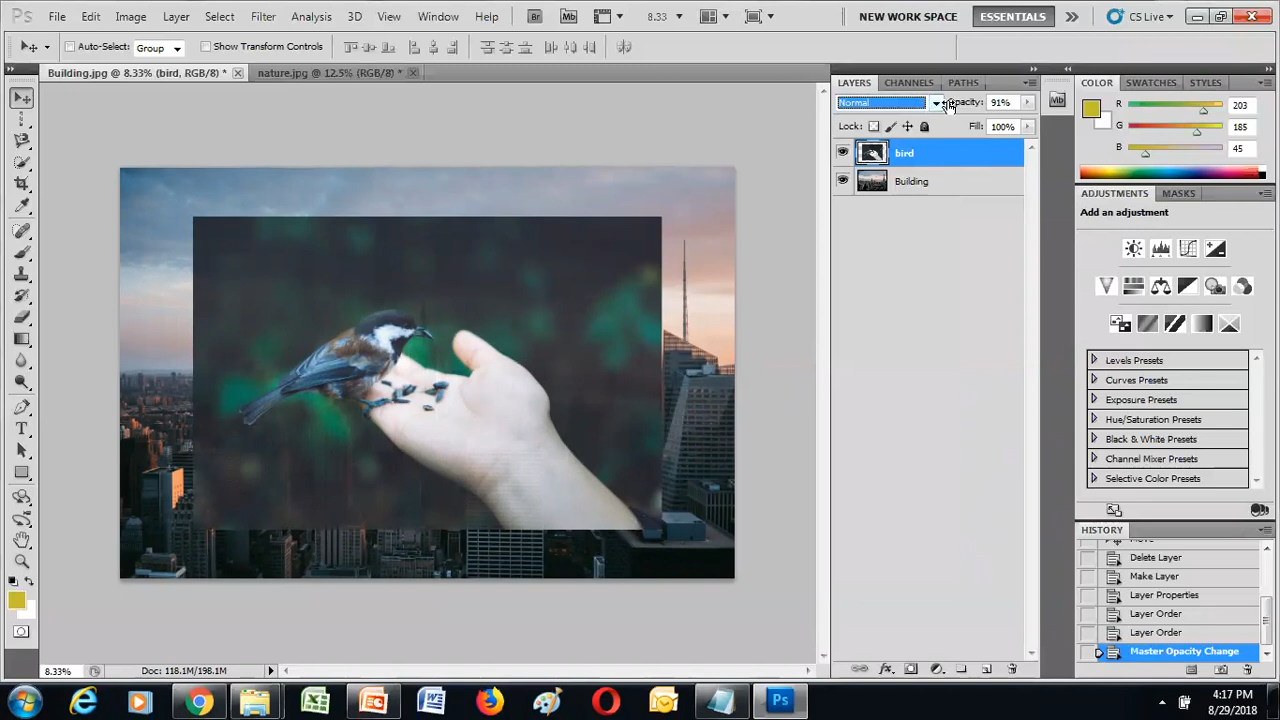 Ps File Edit Image Layer Select Filter Analysis 3D View Window Help Br Mb 8.33 NEW WORK SPACE ESSENTIALS CS Live
Auto-Select: Group Show Transform Controls
Building.jpg @ 8.33% (bird, RGB/8) * nature.jpg @ 12.5% (RGB/8) *
LAYERS CHANNELS PATHS
Normal Opacity: 91%
Lock: Fill: 100%
bird
Building
Mb
COLOR SWATCHES STYLES
R 203
G 185
B 45
ADJUSTMENTS MASKS
Add an adjustment
Levels Presets
Curves Presets
Exposure Presets
Hue/Saturation Presets
Black & White Presets
Channel Mixer Presets
Selective Color Presets
HISTORY
Delete Layer
Make Layer
Layer Properties
Layer Order
Layer Order
Master Opacity Change
8.33% Doc: 118.1M/198.1M
Ps
4:17 PM
8/29/2018